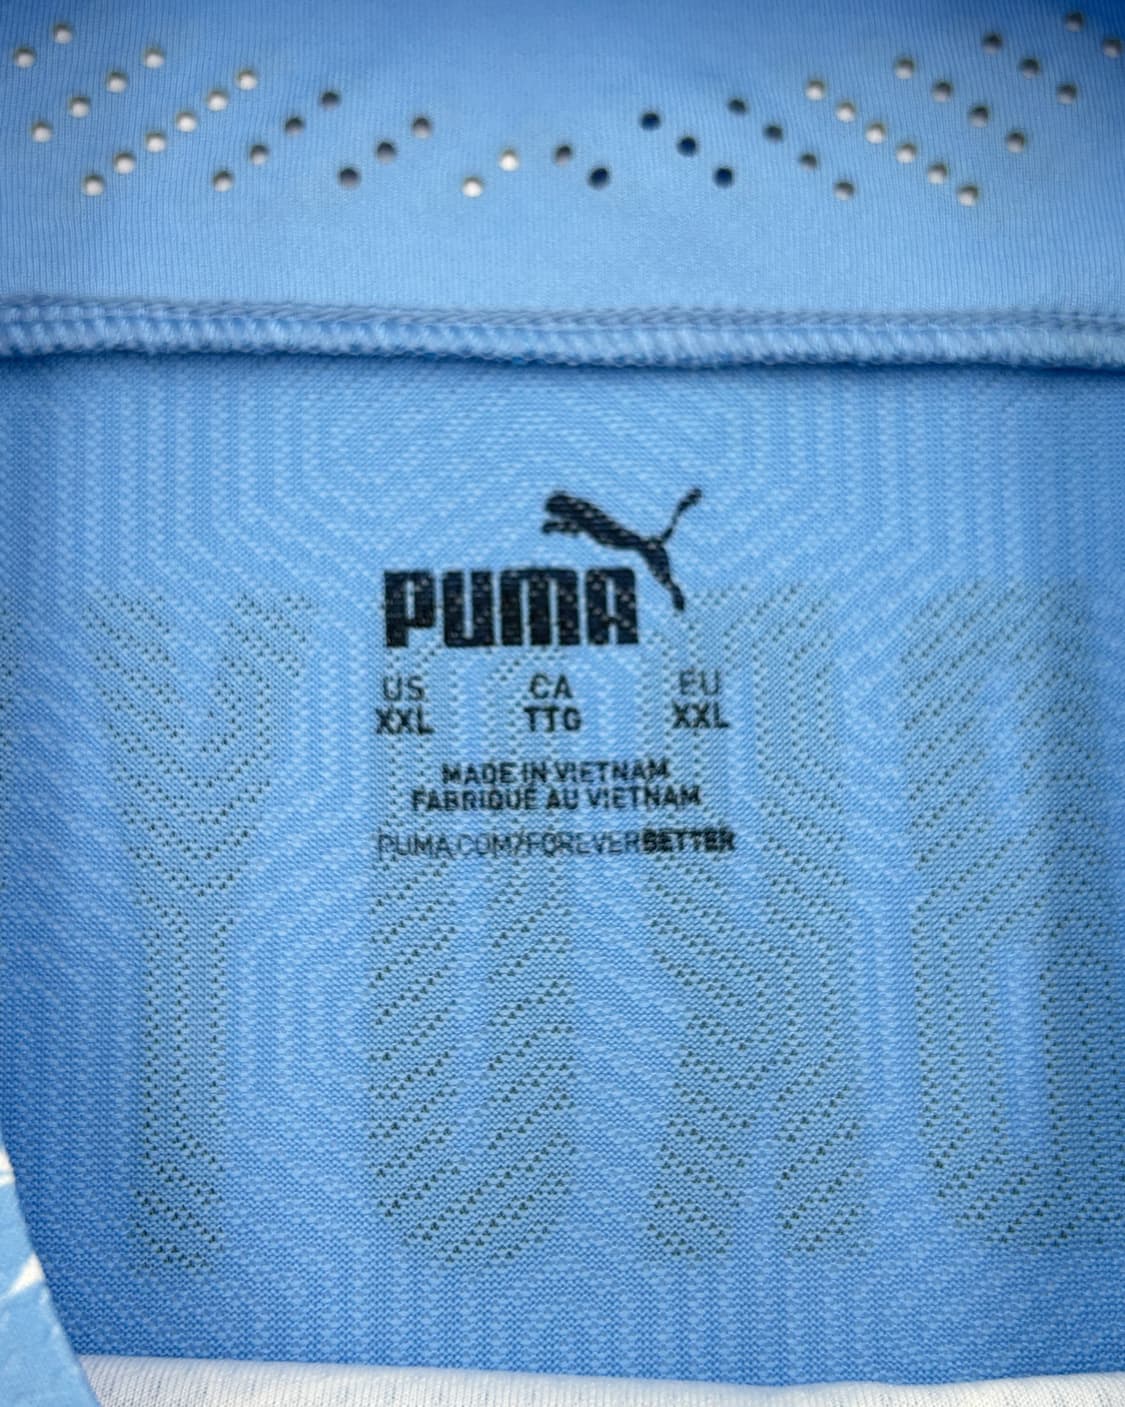 PUMA
US CA EU
XXL TTG XXL
MADE IN VIETNAM
FABRIQUÉ AU VIETNAM
PUMA.COM/FOREVERBETTER